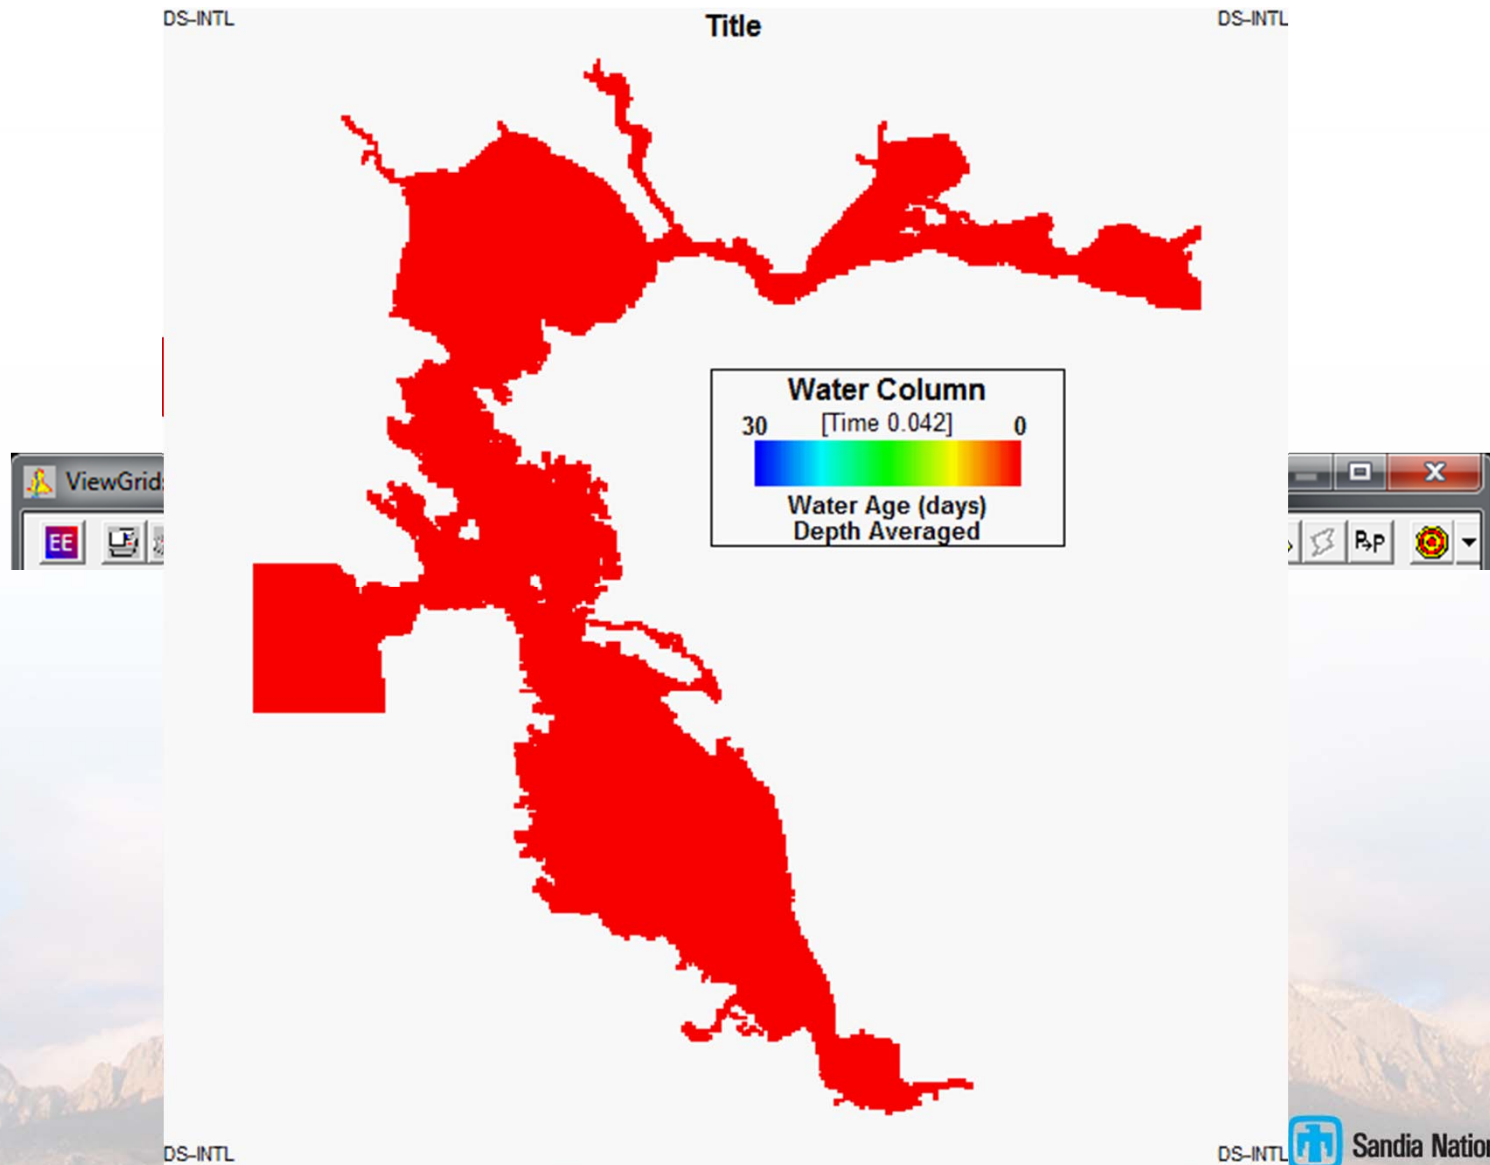 DS-INTL
Title
DS-INTL
Water Column
30 [Time 0.042] 0
Water Age (days)
Depth Averaged
ViewGrid
EE
P→P
DS-INTL
DS-INTL
Sandia Nation